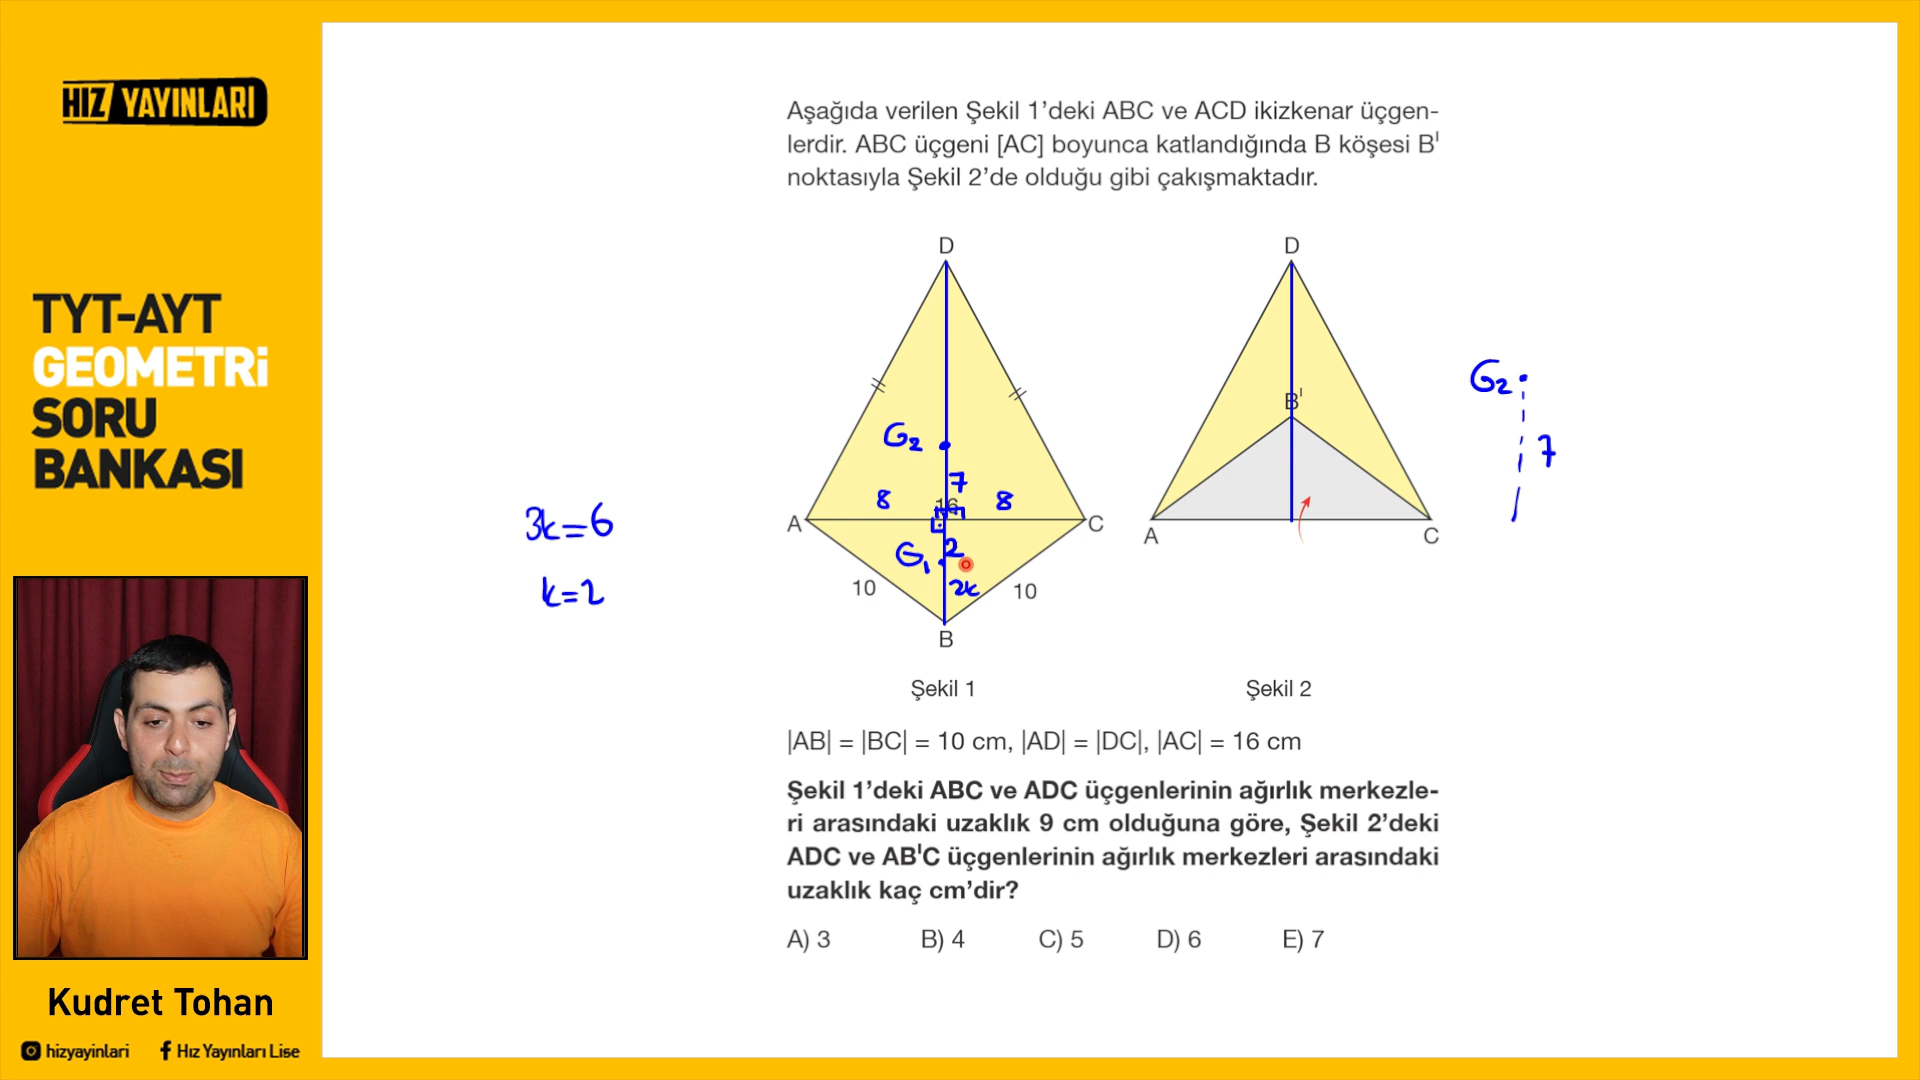 HIZ YAYINLARI
TYT-AYT
GEOMETRİ
SORU
BANKASI
Kudret Tohan
hizyayinlari
Hız Yayınları Lise
Aşağıda verilen Şekil 1’deki ABC ve ACD ikizkenar üçgen-
lerdir. ABC üçgeni [AC] boyunca katlandığında B köşesi Bˡ
noktasıyla Şekil 2’de olduğu gibi çakışmaktadır.
D
G₂
7
8
16
8
A
C
G₁
2
2k
10
10
B
Şekil 1
D
Bˡ
A
C
Şekil 2
G₂
7
3k=6
k=2
|AB| = |BC| = 10 cm, |AD| = |DC|, |AC| = 16 cm
Şekil 1’deki ABC ve ADC üçgenlerinin ağırlık merkezle-
ri arasındaki uzaklık 9 cm olduğuna göre, Şekil 2’deki
ADC ve ABˡC üçgenlerinin ağırlık merkezleri arasındaki
uzaklık kaç cm’dir?
A) 3 B) 4 C) 5 D) 6 E) 7